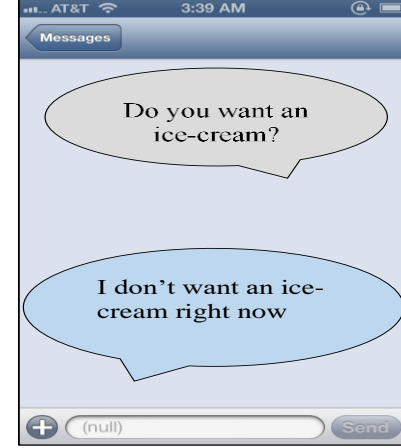 AT&T 3:39 AM
Messages
Do you want an
ice-cream?
I don’t want an ice-
cream right now
(null) Send